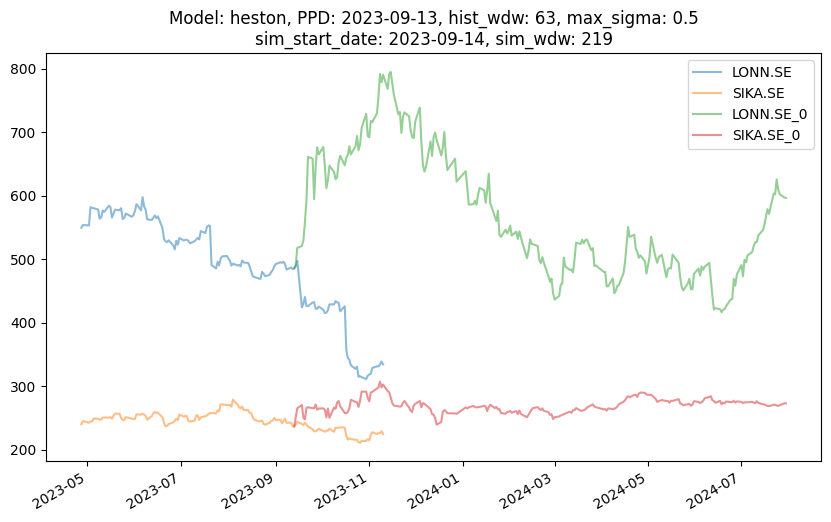 Model: heston, PPD: 2023-09-13, hist_wdw: 63, max_sigma: 0.5
sim_start_date: 2023-09-14, sim_wdw: 219
LONN.SE
SIKA.SE
LONN.SE_0
SIKA.SE_0
800
700
600
500
400
300
200
2023-05
2023-07
2023-09
2023-11
2024-01
2024-03
2024-05
2024-07